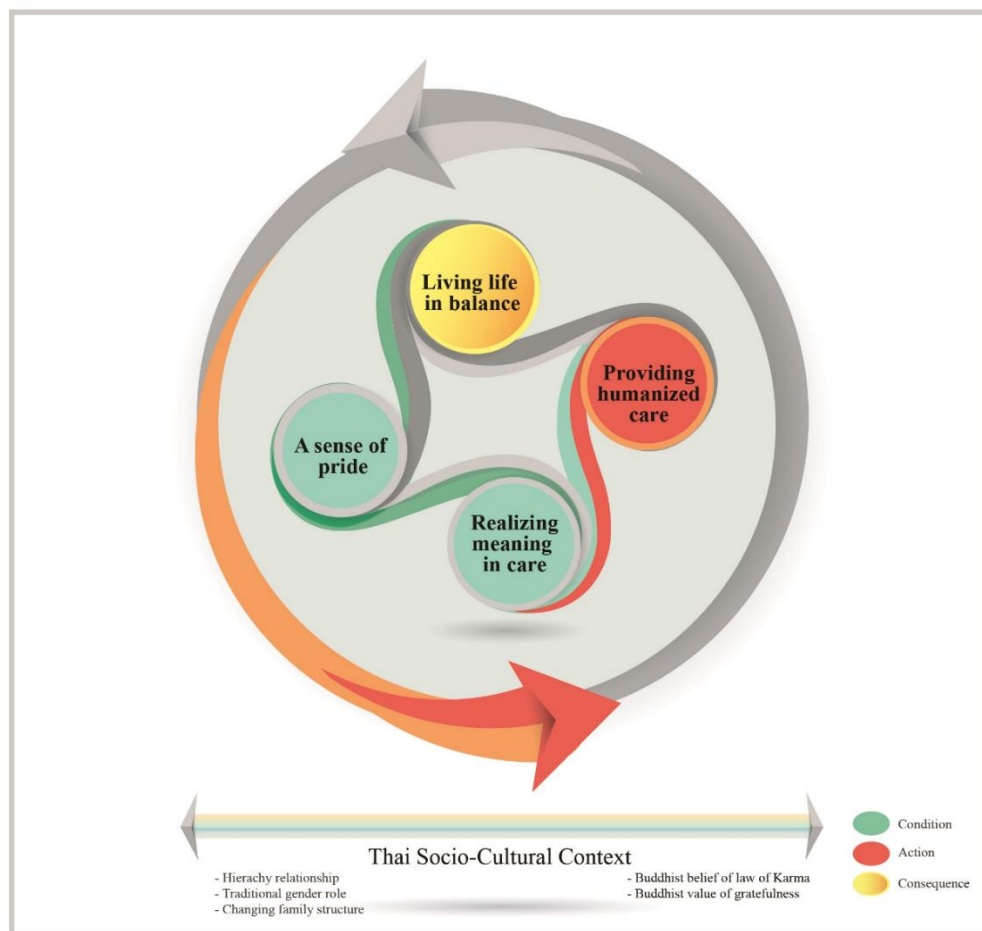 Living life
in balance
Providing
humanized
care
A sense of
pride
Realizing
meaning
in care
Thai Socio-Cultural Context
- Hierachy relationship
- Traditional gender role
- Changing family structure
- Buddhist belief of law of Karma
- Buddhist value of gratefulness
Condition
Action
Consequence